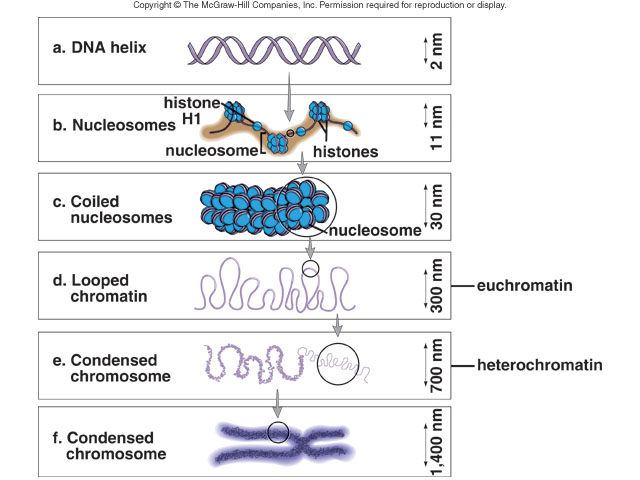 Copyright © The McGraw-Hill Companies, Inc. Permission required for reproduction or display.
a. DNA helix
2 nm
histone
H1
b. Nucleosomes
nucleosome
histones
11 nm
c. Coiled
nucleosomes
nucleosome
30 nm
d. Looped
chromatin
300 nm
euchromatin
e. Condensed
chromosome
700 nm
heterochromatin
f. Condensed
chromosome
1,400 nm